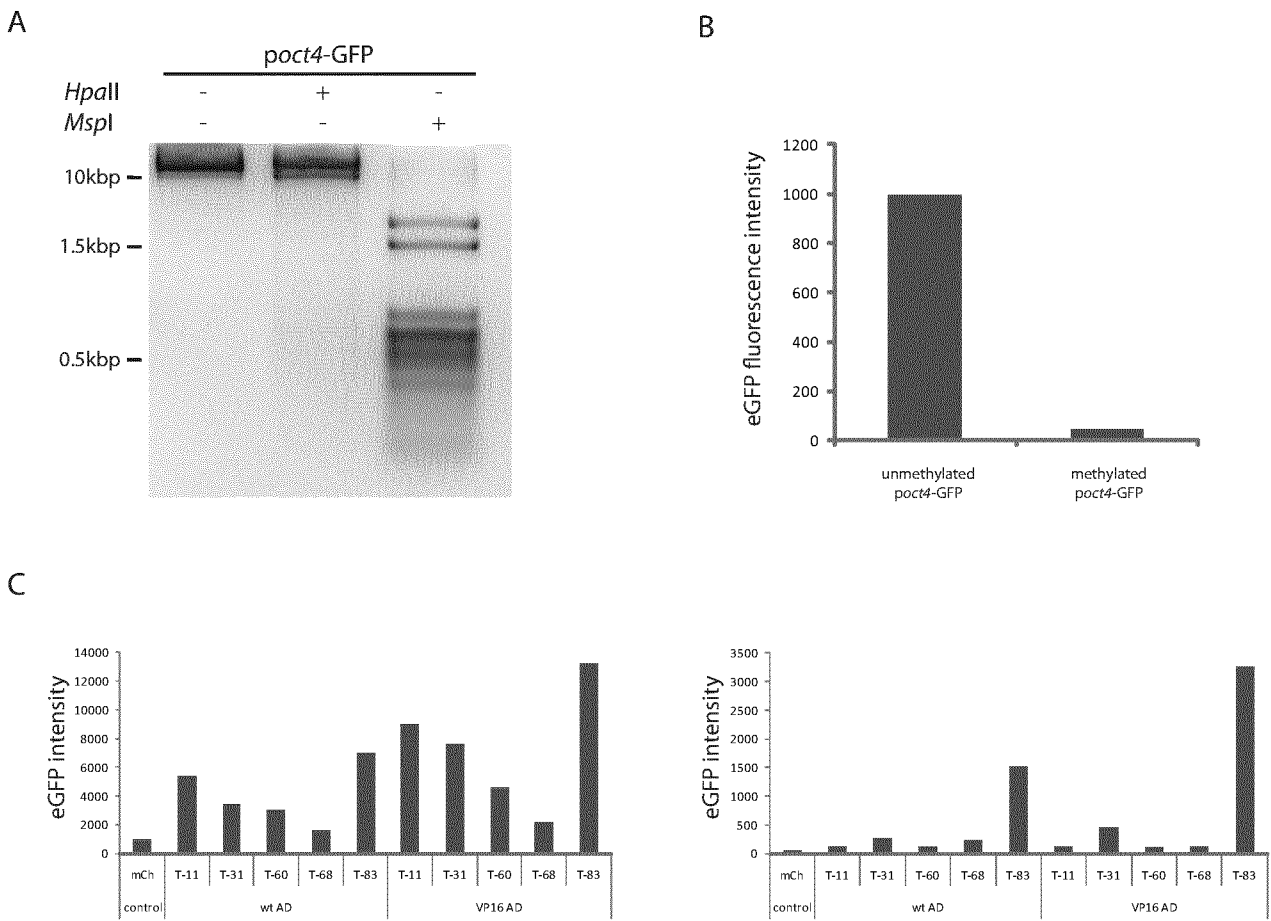 A
poct4-GFP
HpaII - + -
MspI - - +
10kbp
1.5kbp
0.5kbp
B
eGFP fluorescence intensity
1200
1000
800
600
400
200
0
unmethylated methylated
poct4-GFP poct4-GFP
C
eGFP intensity
14000
12000
10000
8000
6000
4000
2000
0
mCh T-11 T-31 T-60 T-68 T-83 T-11 T-31 T-60 T-68 T-83
control wt AD VP16 AD
eGFP intensity
3500
3000
2500
2000
1500
1000
500
0
mCh T-11 T-31 T-60 T-68 T-83 T-11 T-31 T-60 T-68 T-83
control wt AD VP16 AD